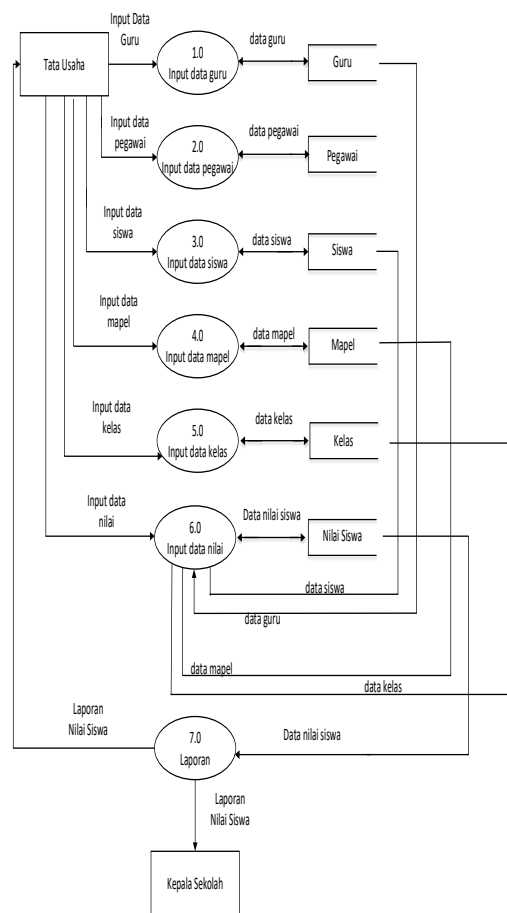 Input Data
Guru
Tata Usaha
1.0
Input data guru
data guru
Guru
Input data
pegawai
2.0
Input data pegawai
data pegawai
Pegawai
Input data
siswa
3.0
Input data siswa
data siswa
Siswa
Input data
mapel
4.0
Input data mapel
data mapel
Mapel
Input data
kelas
5.0
Input data kelas
data kelas
Kelas
Input data
nilai
6.0
Input data nilai
Data nilai siswa
Nilai Siswa
data siswa
data guru
data mapel
data kelas
Laporan
Nilai Siswa
7.0
Laporan
Data nilai siswa
Laporan
Nilai Siswa
Kepala Sekolah